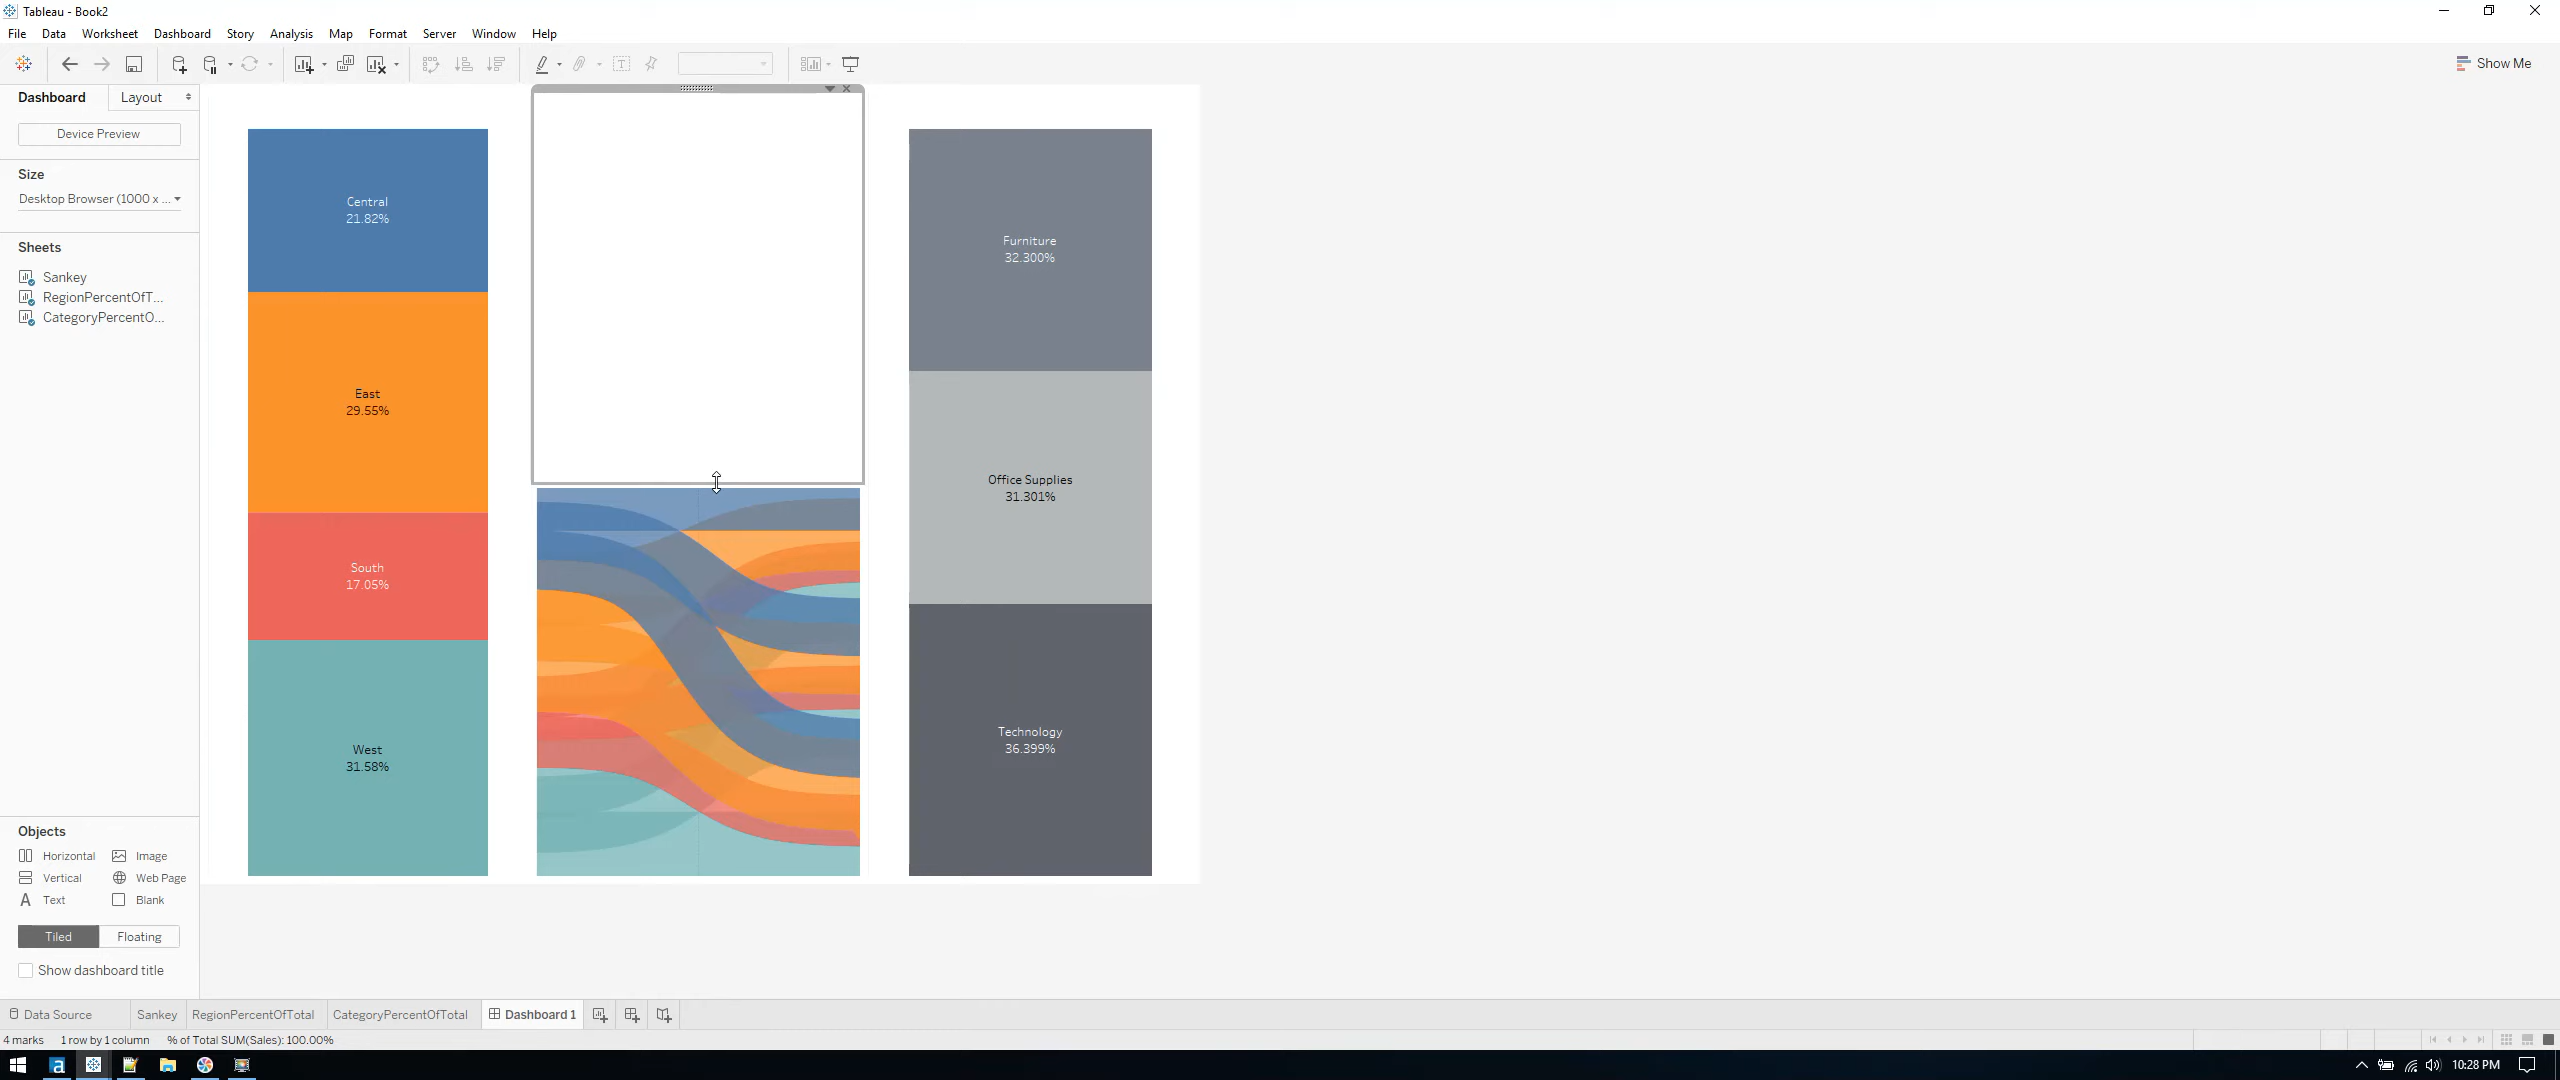 Tableau - Book2
File Data Worksheet Dashboard Story Analysis Map Format Server Window Help
Show Me
Dashboard Layout
Device Preview
Size
Desktop Browser (1000 x ...
Sheets
Sankey
RegionPercentOfT...
CategoryPercentO...
Central
21.82%
East
29.55%
South
17.05%
West
31.58%
Furniture
32.300%
Office Supplies
31.301%
Technology
36.399%
Objects
Horizontal Image
Vertical Web Page
A Text Blank
Tiled Floating
Show dashboard title
Data Source Sankey RegionPercentOfTotal CategoryPercentOfTotal Dashboard 1
4 marks 1 row by 1 column % of Total SUM(Sales): 100.00%
a
10:28 PM